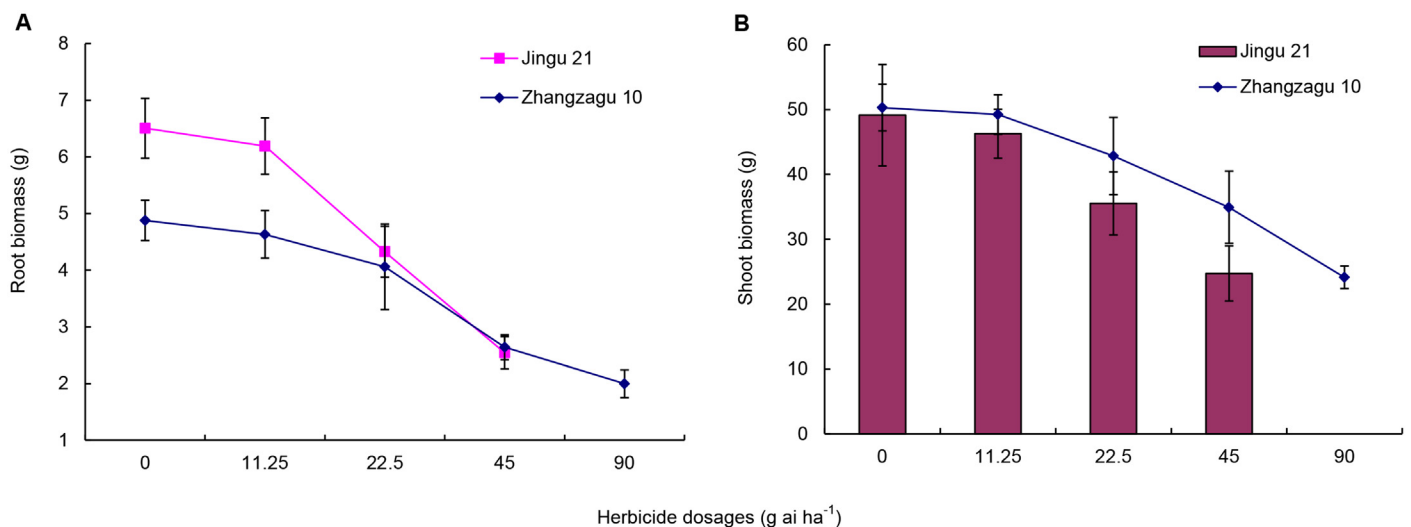 A
Root biomass (g)
8
7
6
5
4
3
2
1
0 11.25 22.5 45 90
Jingu 21
Zhangzagu 10
B
Shoot biomass (g)
60
50
40
30
20
10
0
0 11.25 22.5 45 90
Jingu 21
Zhangzagu 10
Herbicide dosages (g ai ha⁻¹)